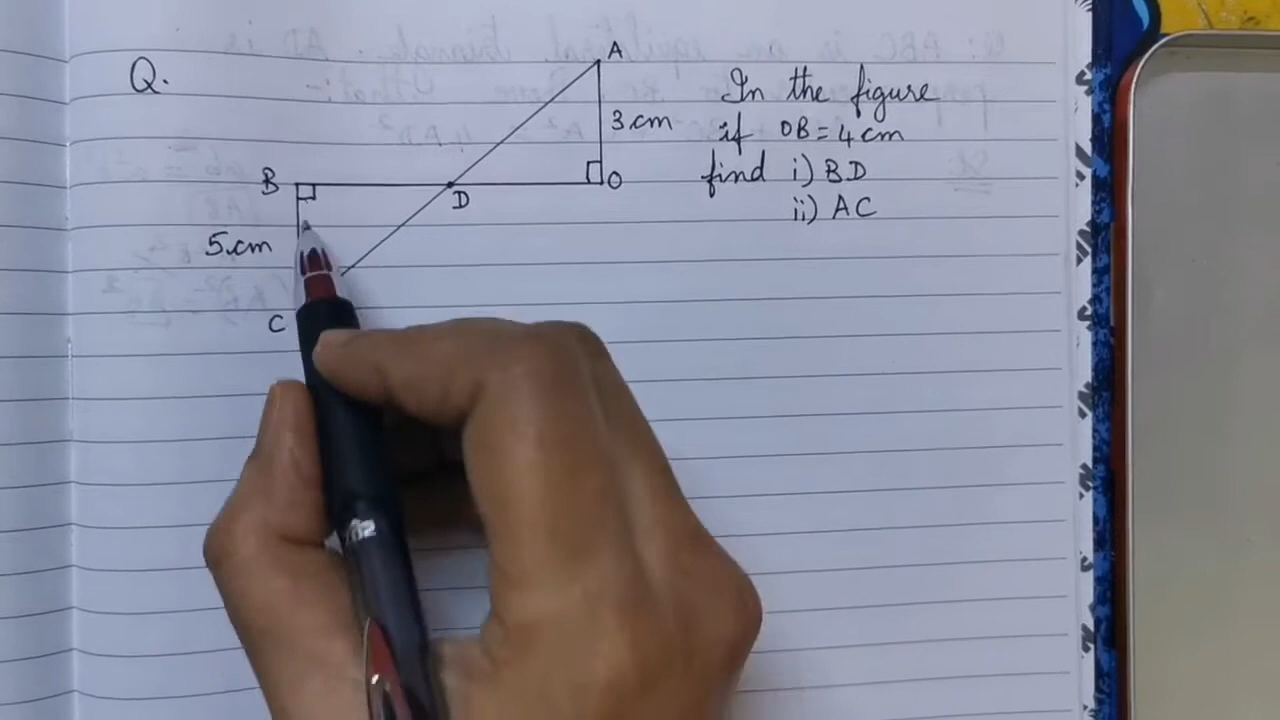 Q.
A
3 cm
In the figure
if OB = 4 cm
find i) BD
ii) AC
B
D
O
5 cm
C